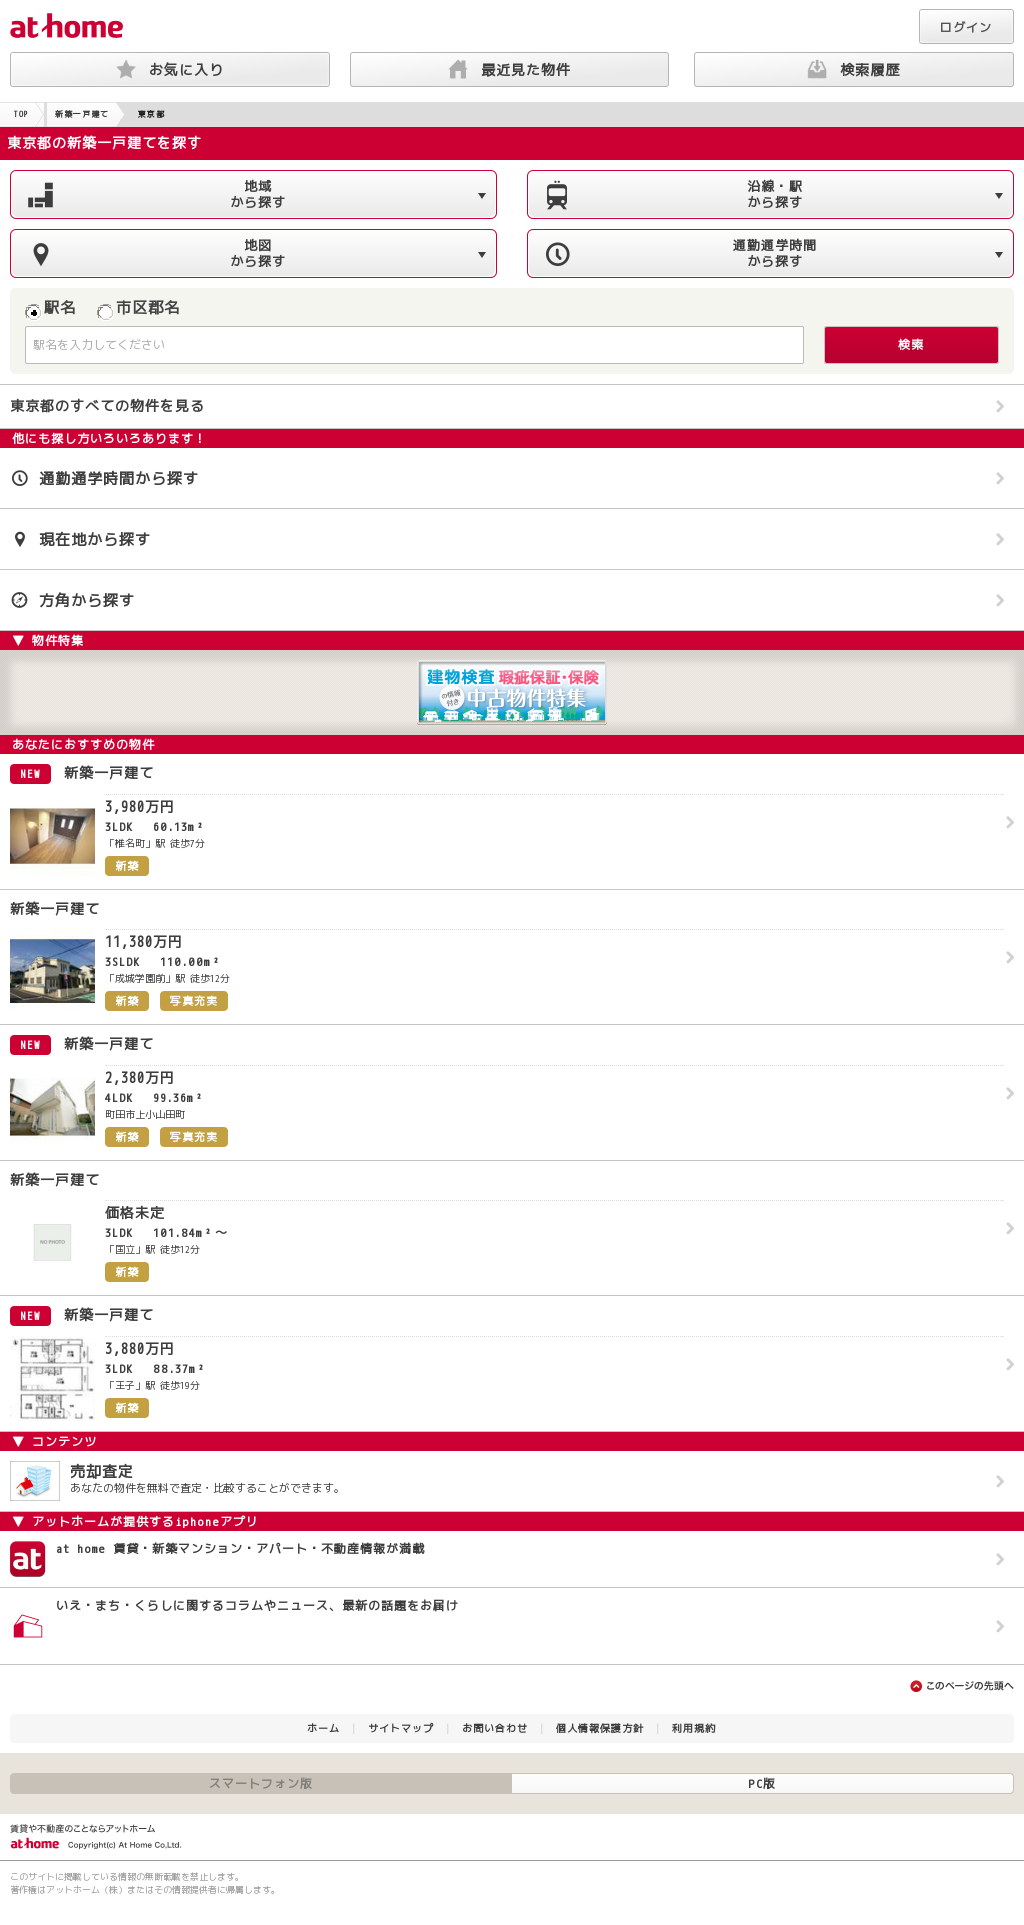 at home
ログイン
お気に入り
最近見た物件
検索履歴
TOP 新築一戸建て 東京都
東京都の新築一戸建てを探す
地域
から探す
沿線・駅
から探す
地図
から探す
通勤通学時間
から探す
駅名 市区郡名
駅名を入力してください
検索
東京都のすべての物件を見る
他にも探し方いろいろあります！
通勤通学時間から探す
現在地から探す
方角から探す
▼ 物件特集
建物検査 瑕疵保証・保険
の情報
付き
中古物件特集
あなたにおすすめの物件
NEW 新築一戸建て
3,980万円
3LDK 60.13m²
「椎名町」駅 徒歩7分
新築
新築一戸建て
11,380万円
3SLDK 110.00m²
「成城学園前」駅 徒歩12分
新築 写真充実
NEW 新築一戸建て
2,380万円
4LDK 99.36m²
町田市上小山田町
新築 写真充実
新築一戸建て
価格未定
NO PHOTO
3LDK 101.84m²～
「国立」駅 徒歩12分
新築
NEW 新築一戸建て
3,880万円
3LDK 88.37m²
「王子」駅 徒歩19分
新築
▼ コンテンツ
売却査定
あなたの物件を無料で査定・比較することができます。
▼ アットホームが提供するiphoneアプリ
at
at home 賃貸・新築マンション・アパート・不動産情報が満載
いえ・まち・くらしに関するコラムやニュース、最新の話題をお届け
このページの先頭へ
ホーム | サイトマップ | お問い合わせ | 個人情報保護方針 | 利用規約
スマートフォン版 PC版
賃貸や不動産のことならアットホーム
at home Copyright(c) At Home Co,Ltd.
このサイトに掲載している情報の無断転載を禁止します。
著作権はアットホーム（株）またはその情報提供者に帰属します。